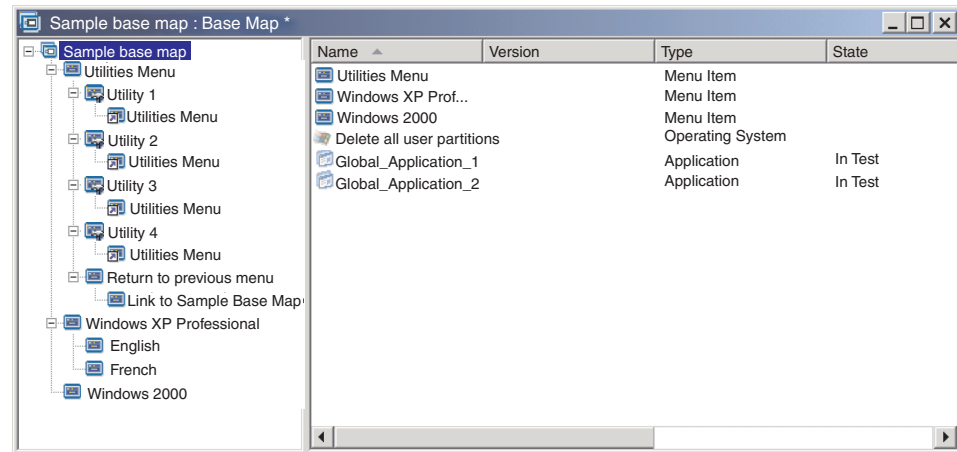 Sample base map : Base Map *
Sample base map
Utilities Menu
Utility 1
Utilities Menu
Utility 2
Utilities Menu
Utility 3
Utilities Menu
Utility 4
Utilities Menu
Return to previous menu
Link to Sample Base Map
Windows XP Professional
English
French
Windows 2000
Name Version Type State
Utilities Menu Menu Item
Windows XP Prof... Menu Item
Windows 2000 Menu Item
Delete all user partitions Operating System
Global_Application_1 Application In Test
Global_Application_2 Application In Test